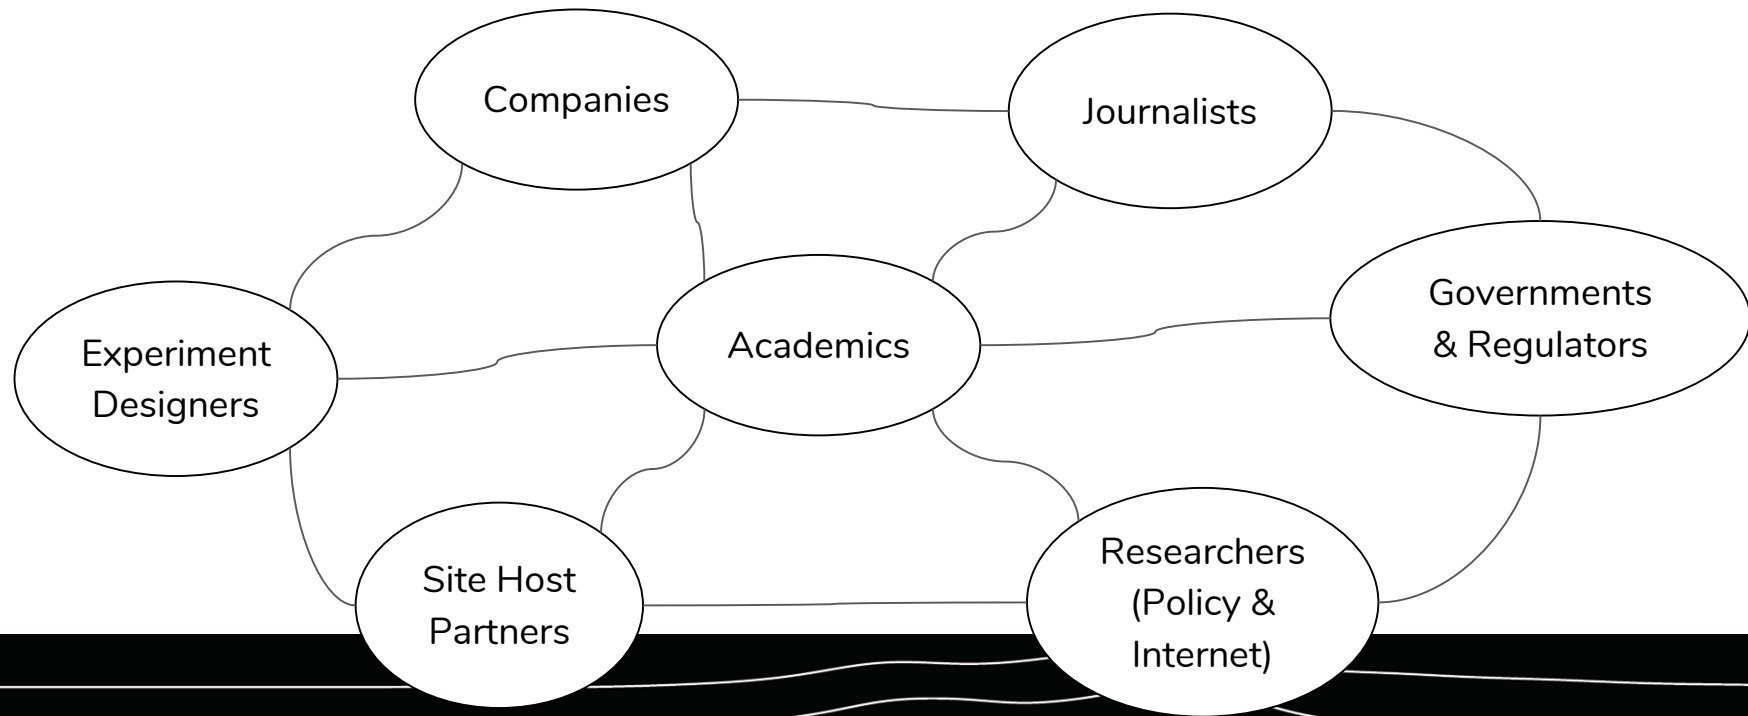 Companies
Journalists
Governments
& Regulators
Experiment
Designers
Academics
Site Host
Partners
Researchers
(Policy &
Internet)